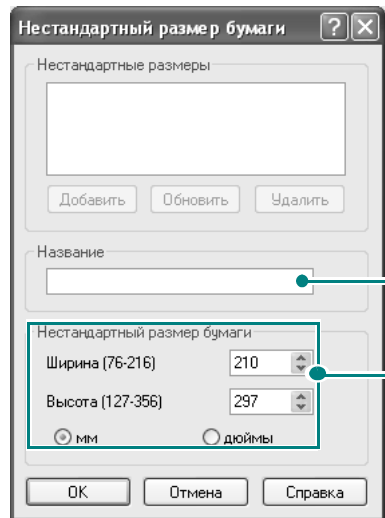 Нестандартный размер бумаги
Нестандартные размеры
Добавить Обновить Удалить
Название
Нестандартный размер бумаги
Ширина (76-216) 210
Высота (127-356) 297
мм дюймы
OK Отмена Справка